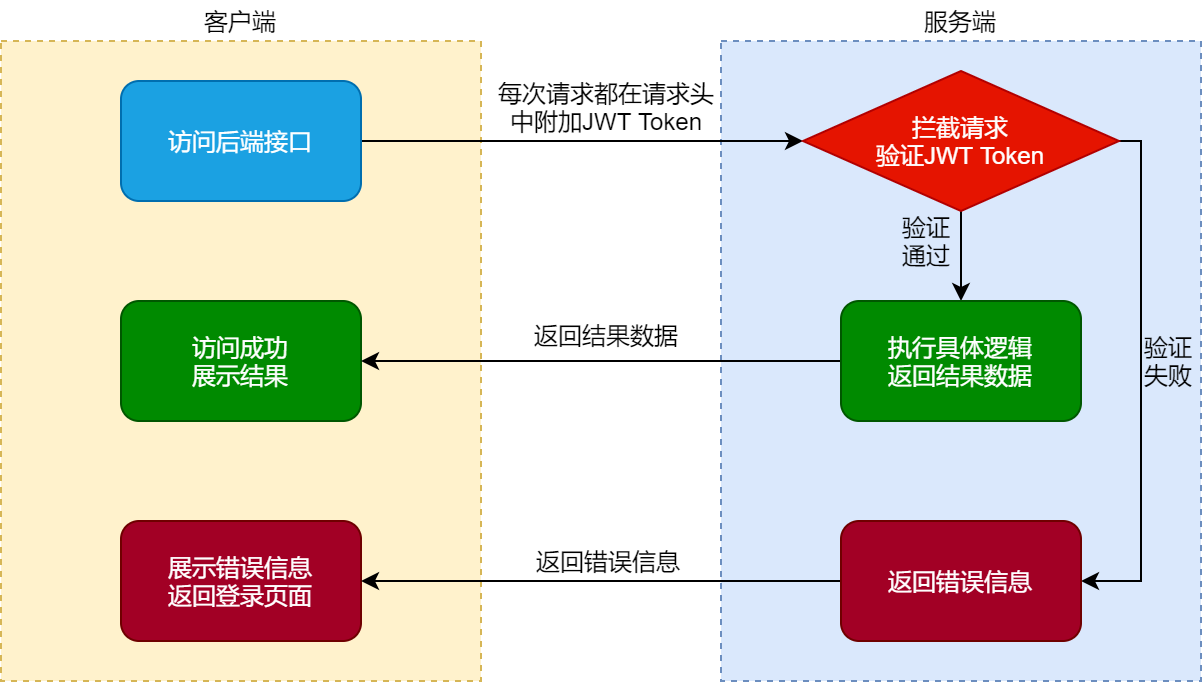 客户端
服务端
访问后端接口
每次请求都在请求头
中附加JWT Token
拦截请求
验证JWT Token
验证
通过
访问成功
展示结果
返回结果数据
执行具体逻辑
返回结果数据
验证
失败
展示错误信息
返回登录页面
返回错误信息
返回错误信息